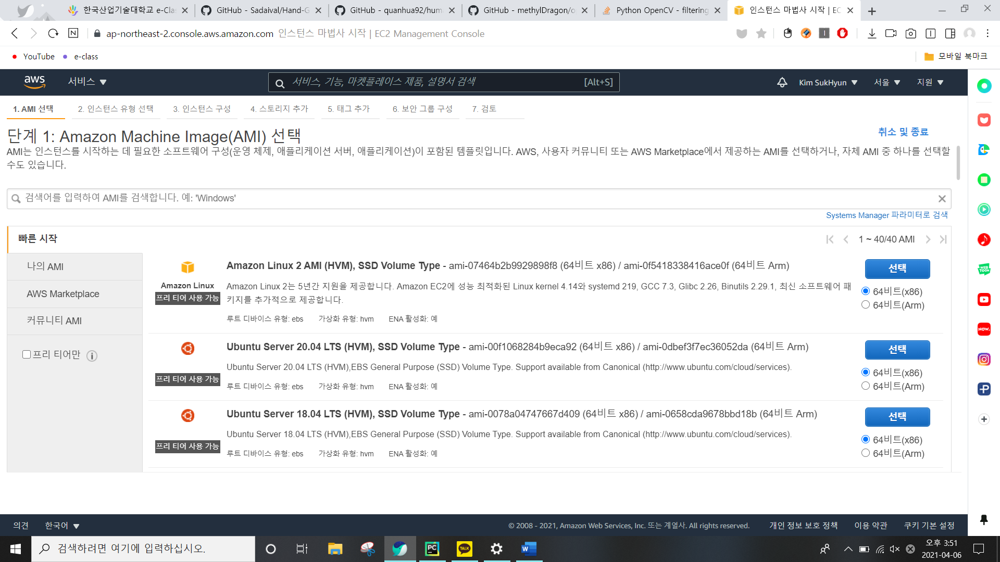 한국산업기술대학교 e-Clas
GitHub - Sadaival/Hand-G
GitHub - quanhua92/hum
GitHub - methylDragon/o
Python OpenCV - filtering
인스턴스 마법사 시작 | EC
ap-northeast-2.console.aws.amazon.com 인스턴스 마법사 시작 | EC2 Management Console
YouTube
e-class
모바일 북마크
aws
서비스
서비스, 기능, 마켓플레이스 제품, 설명서 검색
[Alt+S]
Kim SukHyun
서울
지원
1. AMI 선택
2. 인스턴스 유형 선택
3. 인스턴스 구성
4. 스토리지 추가
5. 태그 추가
6. 보안 그룹 구성
7. 검토
단계 1: Amazon Machine Image(AMI) 선택
취소 및 종료
AMI는 인스턴스를 시작하는 데 필요한 소프트웨어 구성(운영 체제, 애플리케이션 서버, 애플리케이션)이 포함된 템플릿입니다. AWS, 사용자 커뮤니티 또는 AWS Marketplace에서 제공하는 AMI를 선택하거나, 자체 AMI 중 하나를 선택할
수도 있습니다.
검색어를 입력하여 AMI를 검색합니다. 예: 'Windows'
Systems Manager 파라미터로 검색
빠른 시작
1 ~ 40/40 AMI
나의 AMI
AWS Marketplace
커뮤니티 AMI
프리 티어만
Amazon Linux
프리 티어 사용 가능
Amazon Linux 2 AMI (HVM), SSD Volume Type - ami-07464b2b9929898f8 (64비트 x86) / ami-0f5418338416ace0f (64비트 Arm)
Amazon Linux 2는 5년간 지원을 제공합니다. Amazon EC2에 성능 최적화된 Linux kernel 4.14와 systemd 219, GCC 7.3, Glibc 2.26, Binutils 2.29.1, 최신 소프트웨어 패
키지를 추가적으로 제공합니다.
루트 디바이스 유형: ebs
가상화 유형: hvm
ENA 활성화: 예
선택
64비트(x86)
64비트(Arm)
프리 티어 사용 가능
Ubuntu Server 20.04 LTS (HVM), SSD Volume Type - ami-00f1068284b9eca92 (64비트 x86) / ami-0dbef3f7ec36052da (64비트 Arm)
Ubuntu Server 20.04 LTS (HVM),EBS General Purpose (SSD) Volume Type. Support available from Canonical (http://www.ubuntu.com/cloud/services).
루트 디바이스 유형: ebs
가상화 유형: hvm
ENA 활성화: 예
선택
64비트(x86)
64비트(Arm)
프리 티어 사용 가능
Ubuntu Server 18.04 LTS (HVM), SSD Volume Type - ami-0078a04747667d409 (64비트 x86) / ami-0658cda9678bbd18b (64비트 Arm)
Ubuntu Server 18.04 LTS (HVM),EBS General Purpose (SSD) Volume Type. Support available from Canonical (http://www.ubuntu.com/cloud/services).
루트 디바이스 유형: ebs
가상화 유형: hvm
ENA 활성화: 예
선택
64비트(x86)
64비트(Arm)
WEB
TOON
NOW.
의견
한국어
© 2008 - 2021, Amazon Web Services, Inc. 또는 계열사. All rights reserved.
개인 정보 보호 정책
이용 약관
쿠키 기본 설정
검색하려면 여기에 입력하십시오.
PC
TALK
W
오후 3:51
2021-04-06